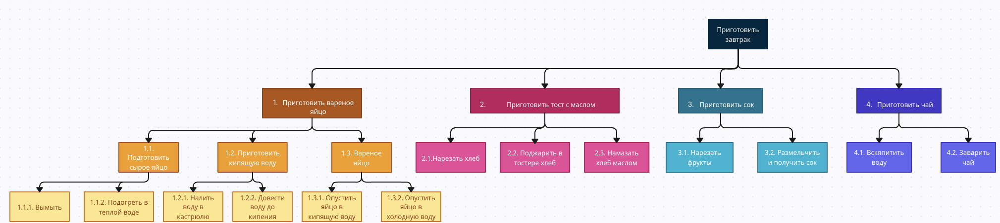 Приготовить
завтрак
1. Приготовить вареное
яйцо
2. Приготовить тост с маслом
3. Приготовить сок
4. Приготовить чай
1.1.
Подготовить
сырое яйцо
1.2. Приготовить
кипящую воду
1.3. Вареное
яйцо
2.1.Нарезать хлеб
2.2. Поджарить в
тостере хлеб
2.3. Намазать
хлеб маслом
3.1. Нарезать
фрукты
3.2. Размельчить
и получить сок
4.1. Вскяпитить
воду
4.2. Заварить
чай
1.1.1. Вымыть
1.1.2. Подогреть в
теплой воде
1.2.1. Налить
воду в
кастрюлю
1.2.2. Довести
воду до
кипения
1.3.1. Опустить
яйцо в
кипящую воду
1.3.2. Опустить
яйцо в
холодную воду